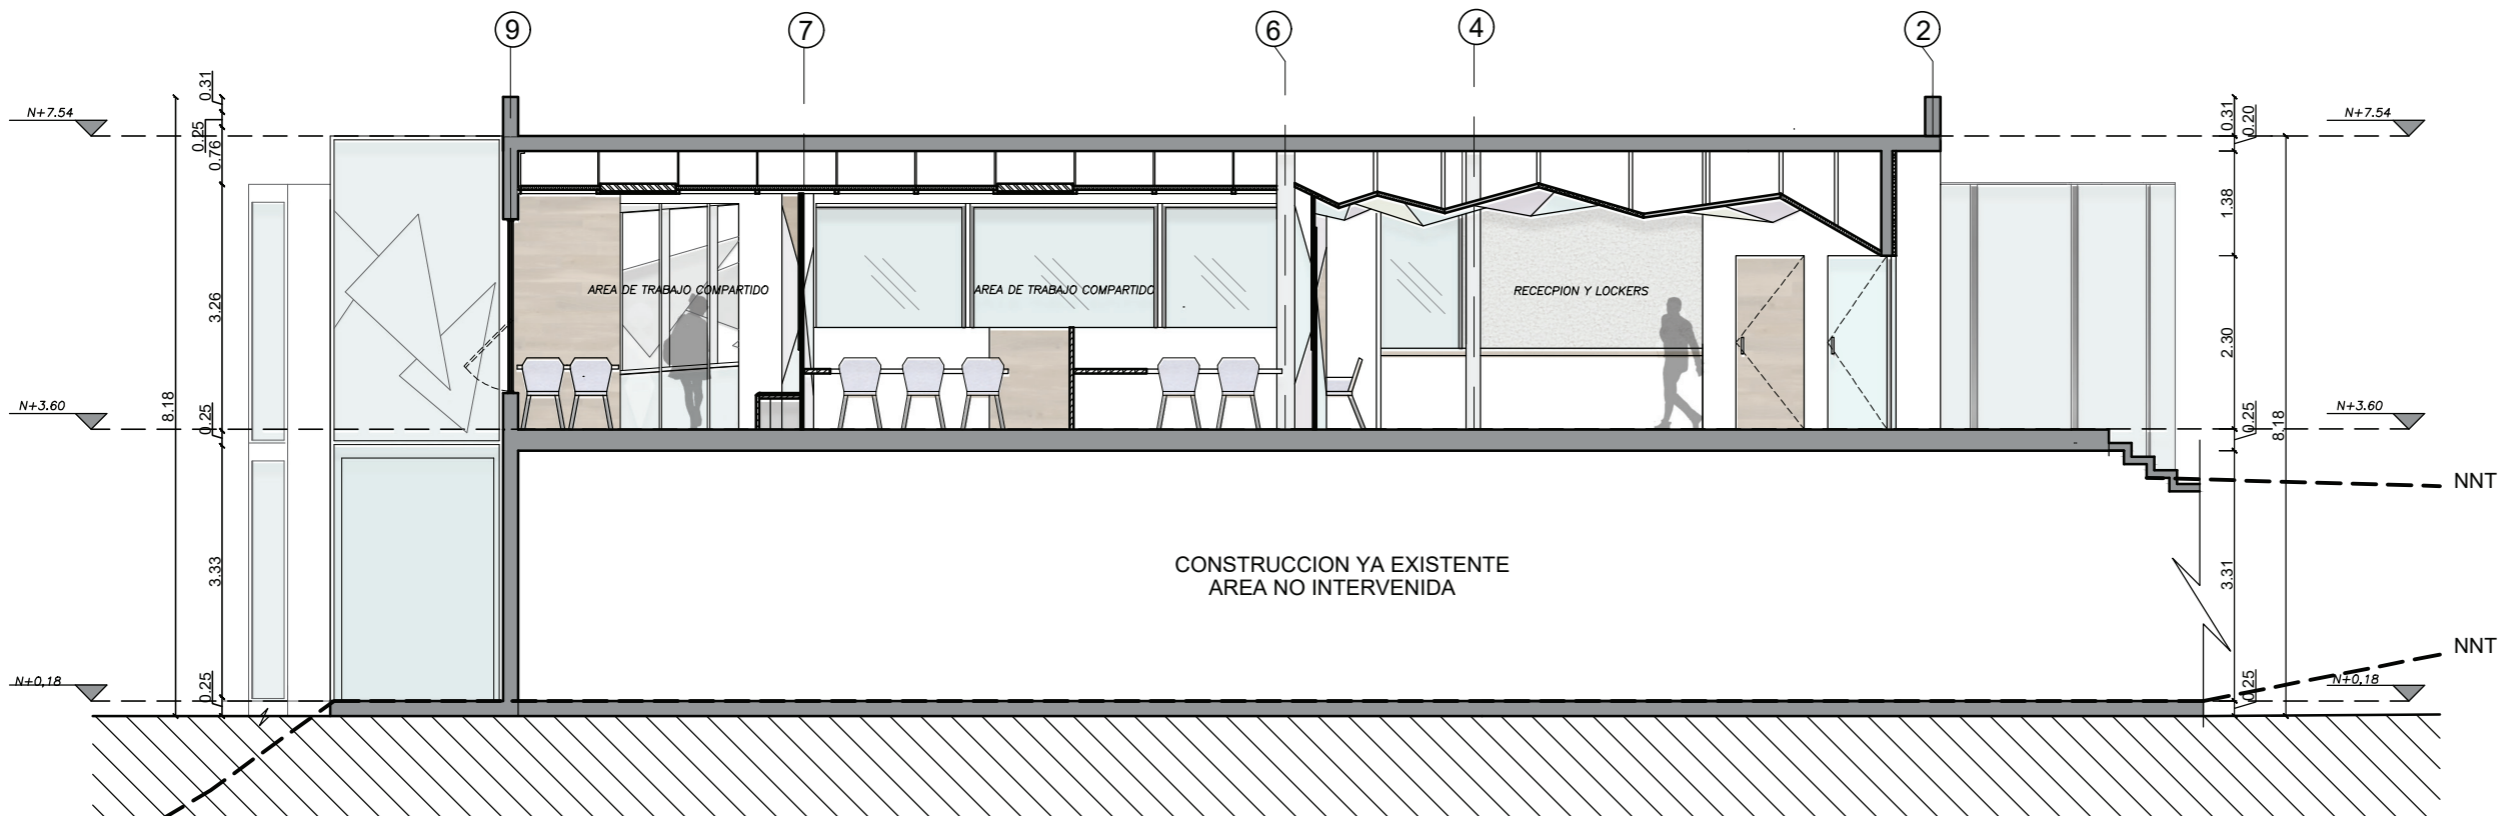 9
7
6
4
2
N+7.54
N+7.54
0.31
0.25
0.76
0.31
0.20
1.38
AREA DE TRABAJO COMPARTIDO
AREA DE TRABAJO COMPARTIDO
RECECPION Y LOCKERS
3.26
2.30
N+3.60
N+3.60
8.18
0.25
0.25
8.18
NNT
CONSTRUCCION YA EXISTENTE
AREA NO INTERVENIDA
3.33
3.31
NNT
N+0,18
N+0,18
0.25
0.25